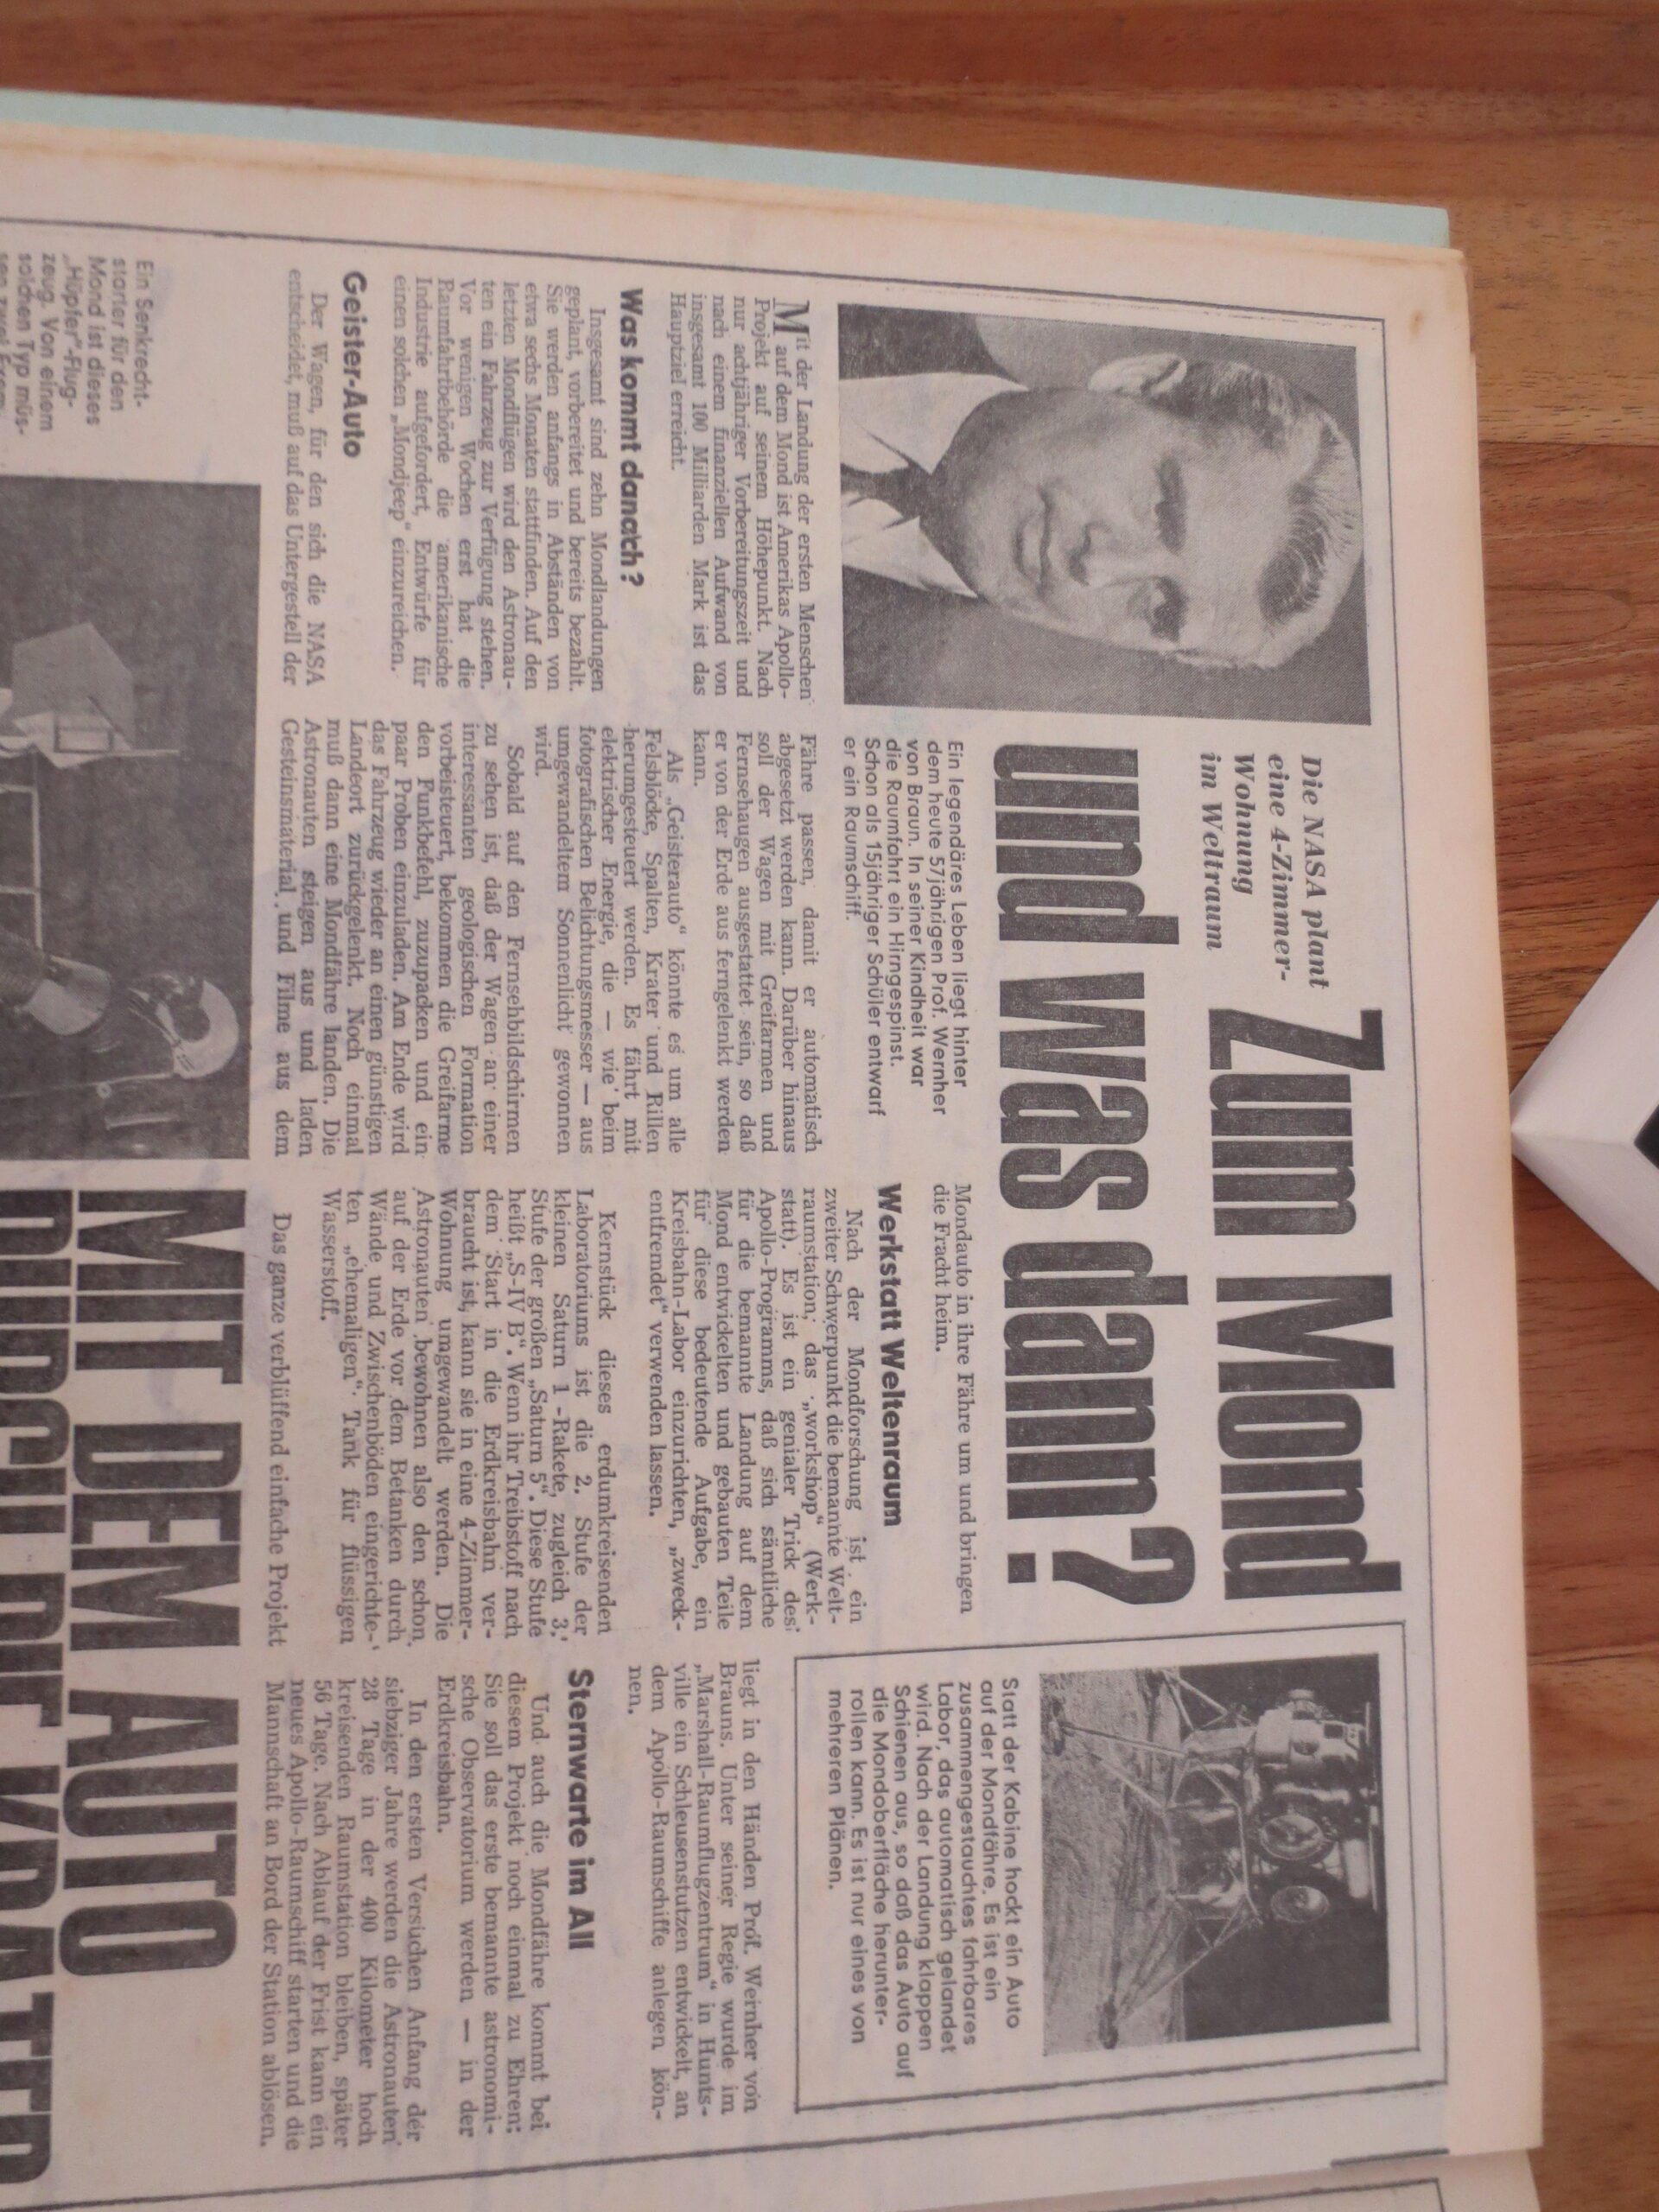 Die NASA plant
eine 4-Zimmer-
Wohnung
im Weltraum
Zum Mond
und was dann?
Ein legendäres Leben liegt hinter
dem heute 57jährigen Prof. Wernher
von Braun. In seiner Kindheit war
die Raumfahrt ein Hirngespinst.
Schon als 15jähriger Schüler entwarf
er ein Raumschiff.
Mit der Landung der ersten Menschen
auf dem Mond ist Amerikas Apollo-
Projekt auf seinem Höhepunkt. Nach
nur achtjähriger Vorbereitungszeit und
nach einem finanziellen Aufwand von
insgesamt 100 Milliarden Mark ist das
Hauptziel erreicht.
Was kommt danach?
Insgesamt sind zehn Mondlandungen
geplant, vorbereitet und bereits bezahlt.
Sie werden anfangs in Abständen von
etwa sechs Monaten stattfinden. Auf den
letzten Mondflügen wird den Astronau-
ten ein Fahrzeug zur Verfügung stehen.
Vor wenigen Wochen erst hat die
Raumfahrtbehörde die amerikanische
Industrie aufgefordert, Entwürfe für
einen solchen „Mondjeep“ einzureichen.
Geister-Auto
Der Wagen, für den sich die NASA
entscheidet, muß auf das Untergestell der
Fähre passen, damit er automatisch
abgesetzt werden kann. Darüber hinaus
soll der Wagen mit Greifarmen und
Fernsehaugen ausgestattet sein, so daß
er von der Erde aus ferngelenkt werden
kann.
Als „Geisterauto“ könnte es um alle
Felsblöcke, Spalten, Krater und Rillen
herumgesteuert werden. Es fährt mit
elektrischer Energie, die — wie beim
fotografischen Belichtungsmesser — aus
umgewandeltem Sonnenlicht gewonnen
wird.
Sobald auf den Fernsehbildschirmen
zu sehen ist, daß der Wagen an einer
interessanten geologischen Formation
vorbeisteuert, bekommen die Greifarme
den Funkbefehl, zuzupacken und ein
paar Proben einzuladen. Am Ende wird
das Fahrzeug wieder an einen günstigen
Landeort zurückgelenkt. Noch einmal
muß dann eine Mondfähre landen. Die
Astronauten steigen aus und laden
Gesteinsmaterial und Filme aus dem
Mondauto in ihre Fähre um und bringen
die Fracht heim.
Werkstatt Weltenraum
Nach der Mondforschung ist ein
zweiter Schwerpunkt die bemannte Welt-
raumstation, das „workshop“ (Werk-
statt). Es ist ein genialer Trick des
Apollo-Programms, daß sich sämtliche
für die bemannte Landung auf dem
Mond entwickelten und gebauten Teile
für diese bedeutende Aufgabe, ein
Kreisbahn-Labor einzurichten, „zweck-
entfremdet“ verwenden lassen.
Kernstück dieses erdumkreisenden
Laboratoriums ist die 2. Stufe der
kleinen Saturn 1 -Rakete, zugleich 3.
Stufe der großen „Saturn 5“. Diese Stufe
heißt „S-IV B“. Wenn ihr Treibstoff nach
dem Start in die Erdkreisbahn ver-
braucht ist, kann sie in eine 4-Zimmer-
Wohnung umgewandelt werden. Die
Astronauten bewohnen also den schon
auf der Erde vor dem Betanken durch
Wände und Zwischenböden eingerichte-
ten „ehemaligen“ Tank für flüssigen
Wasserstoff.
Das ganze verblüffend einfache Projekt
liegt in den Händen Prof. Wernher von
Brauns. Unter seiner Regie wurde im
„Marshall-Raumflugzentrum“ in Hunts-
ville ein Schleusenstutzen entwickelt, an
dem Apollo-Raumschiffe anlegen kön-
nen.
Sternwarte im All
Und auch die Mondfähre kommt bei
diesem Projekt noch einmal zu Ehren:
Sie soll das erste bemannte astronomi-
sche Observatorium werden — in der
Erdkreisbahn.
In den ersten Versuchen Anfang der
siebziger Jahre werden die Astronauten
28 Tage in der 400 Kilometer hoch
kreisenden Raumstation bleiben, später
56 Tage. Nach Ablauf der Frist kann ein
neues Apollo-Raumschiff starten und die
Mannschaft an Bord der Station ablösen.
Statt der Kabine hockt ein Auto
auf der Mondfähre. Es ist ein
zusammengestauchtes fahrbares
Labor, das automatisch gelandet
wird. Nach der Landung klappen
Schienen aus, so daß das Auto auf
die Mondoberfläche herunter-
rollen kann. Es ist nur eines von
mehreren Plänen.
Ein Senkrecht-
starter für den
Mond ist dieses
„Hüpfer“-Flug-
zeug. Von einem
solchen Typ müs-
sen zwei
MIT DEM AUTO
DURCH DIE KRATER